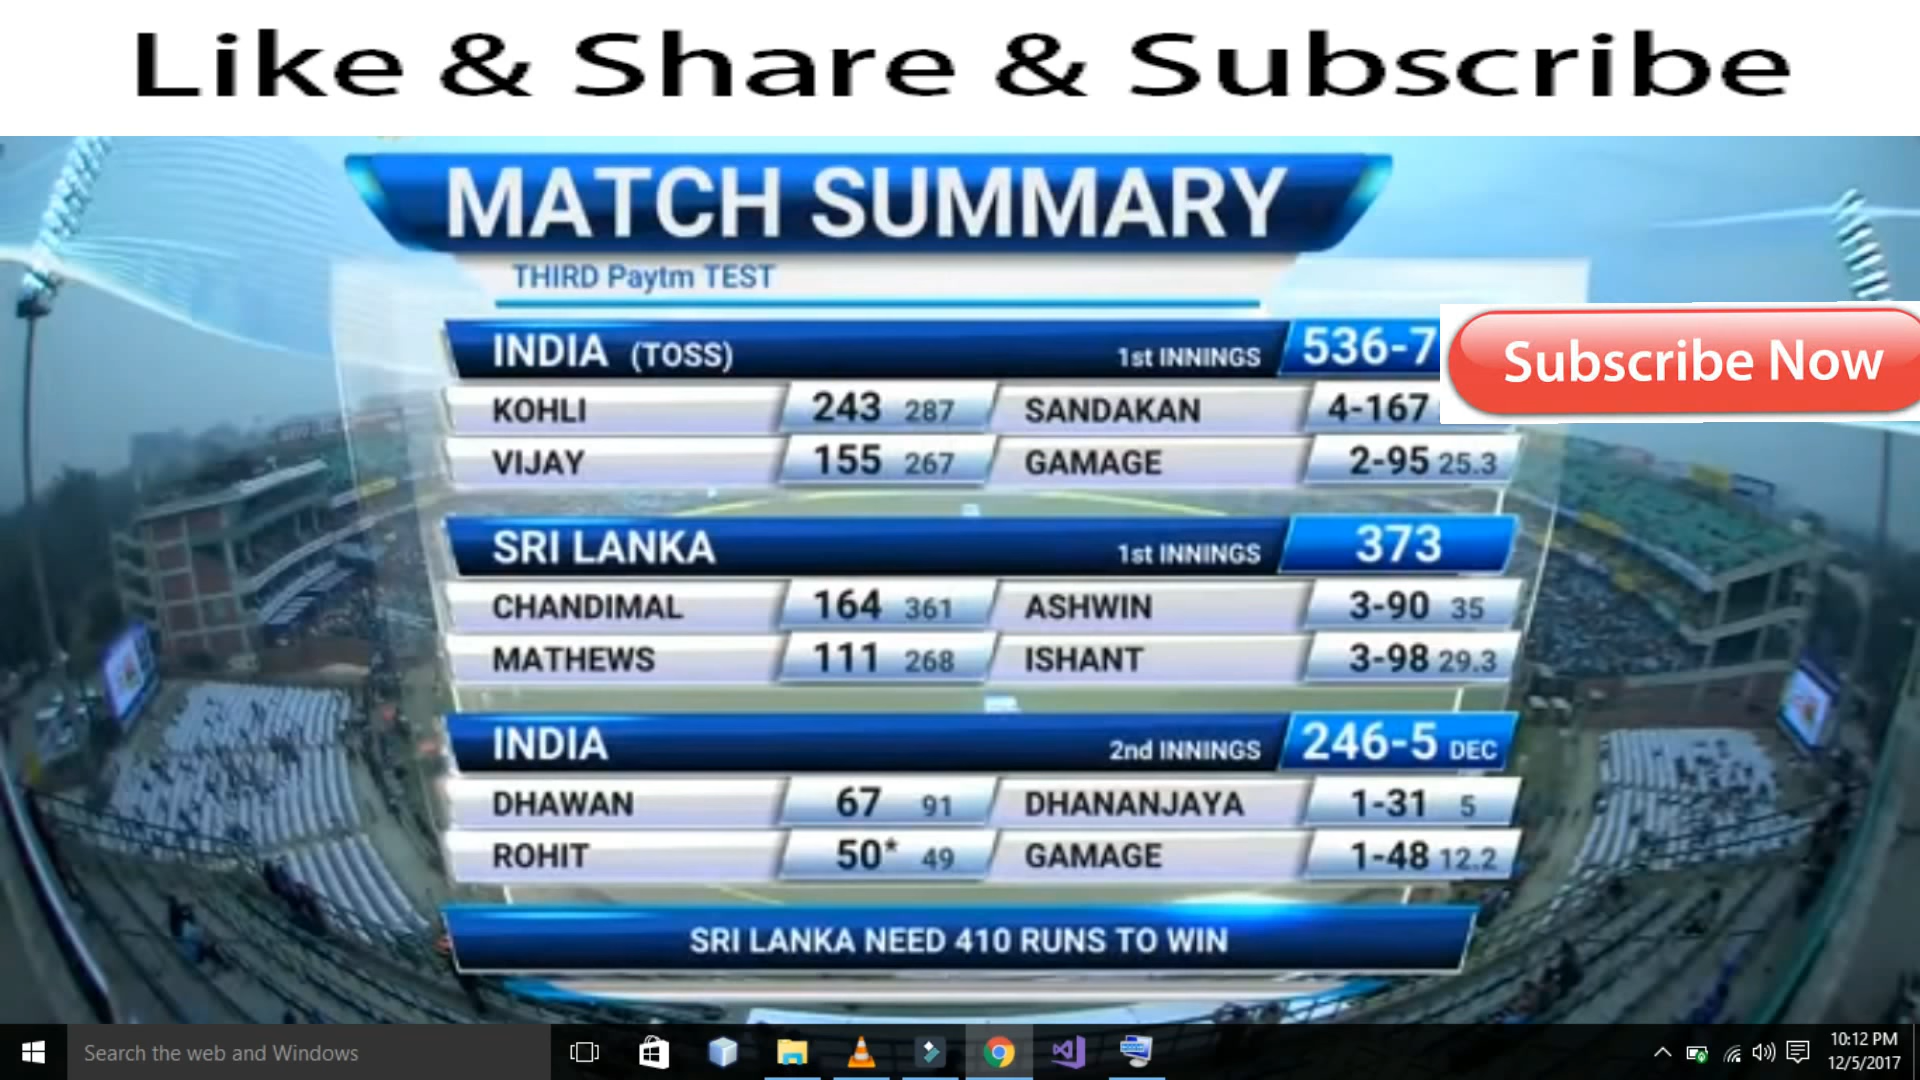 Like & Share & Subscribe
MATCH SUMMARY
THIRD Paytm TEST
INDIA (TOSS) 1st INNINGS 536-7
Subscribe Now
KOHLI 243 287 SANDAKAN 4-167
VIJAY 155 267 GAMAGE 2-95 25.3
SRI LANKA 1st INNINGS 373
CHANDIMAL 164 361 ASHWIN 3-90 35
MATHEWS 111 268 ISHANT 3-98 29.3
INDIA 2nd INNINGS 246-5 DEC
DHAWAN 67 91 DHANANJAYA 1-31 5
ROHIT 50* 49 GAMAGE 1-48 12.2
SRI LANKA NEED 410 RUNS TO WIN
Search the web and Windows
10:12 PM
12/5/2017